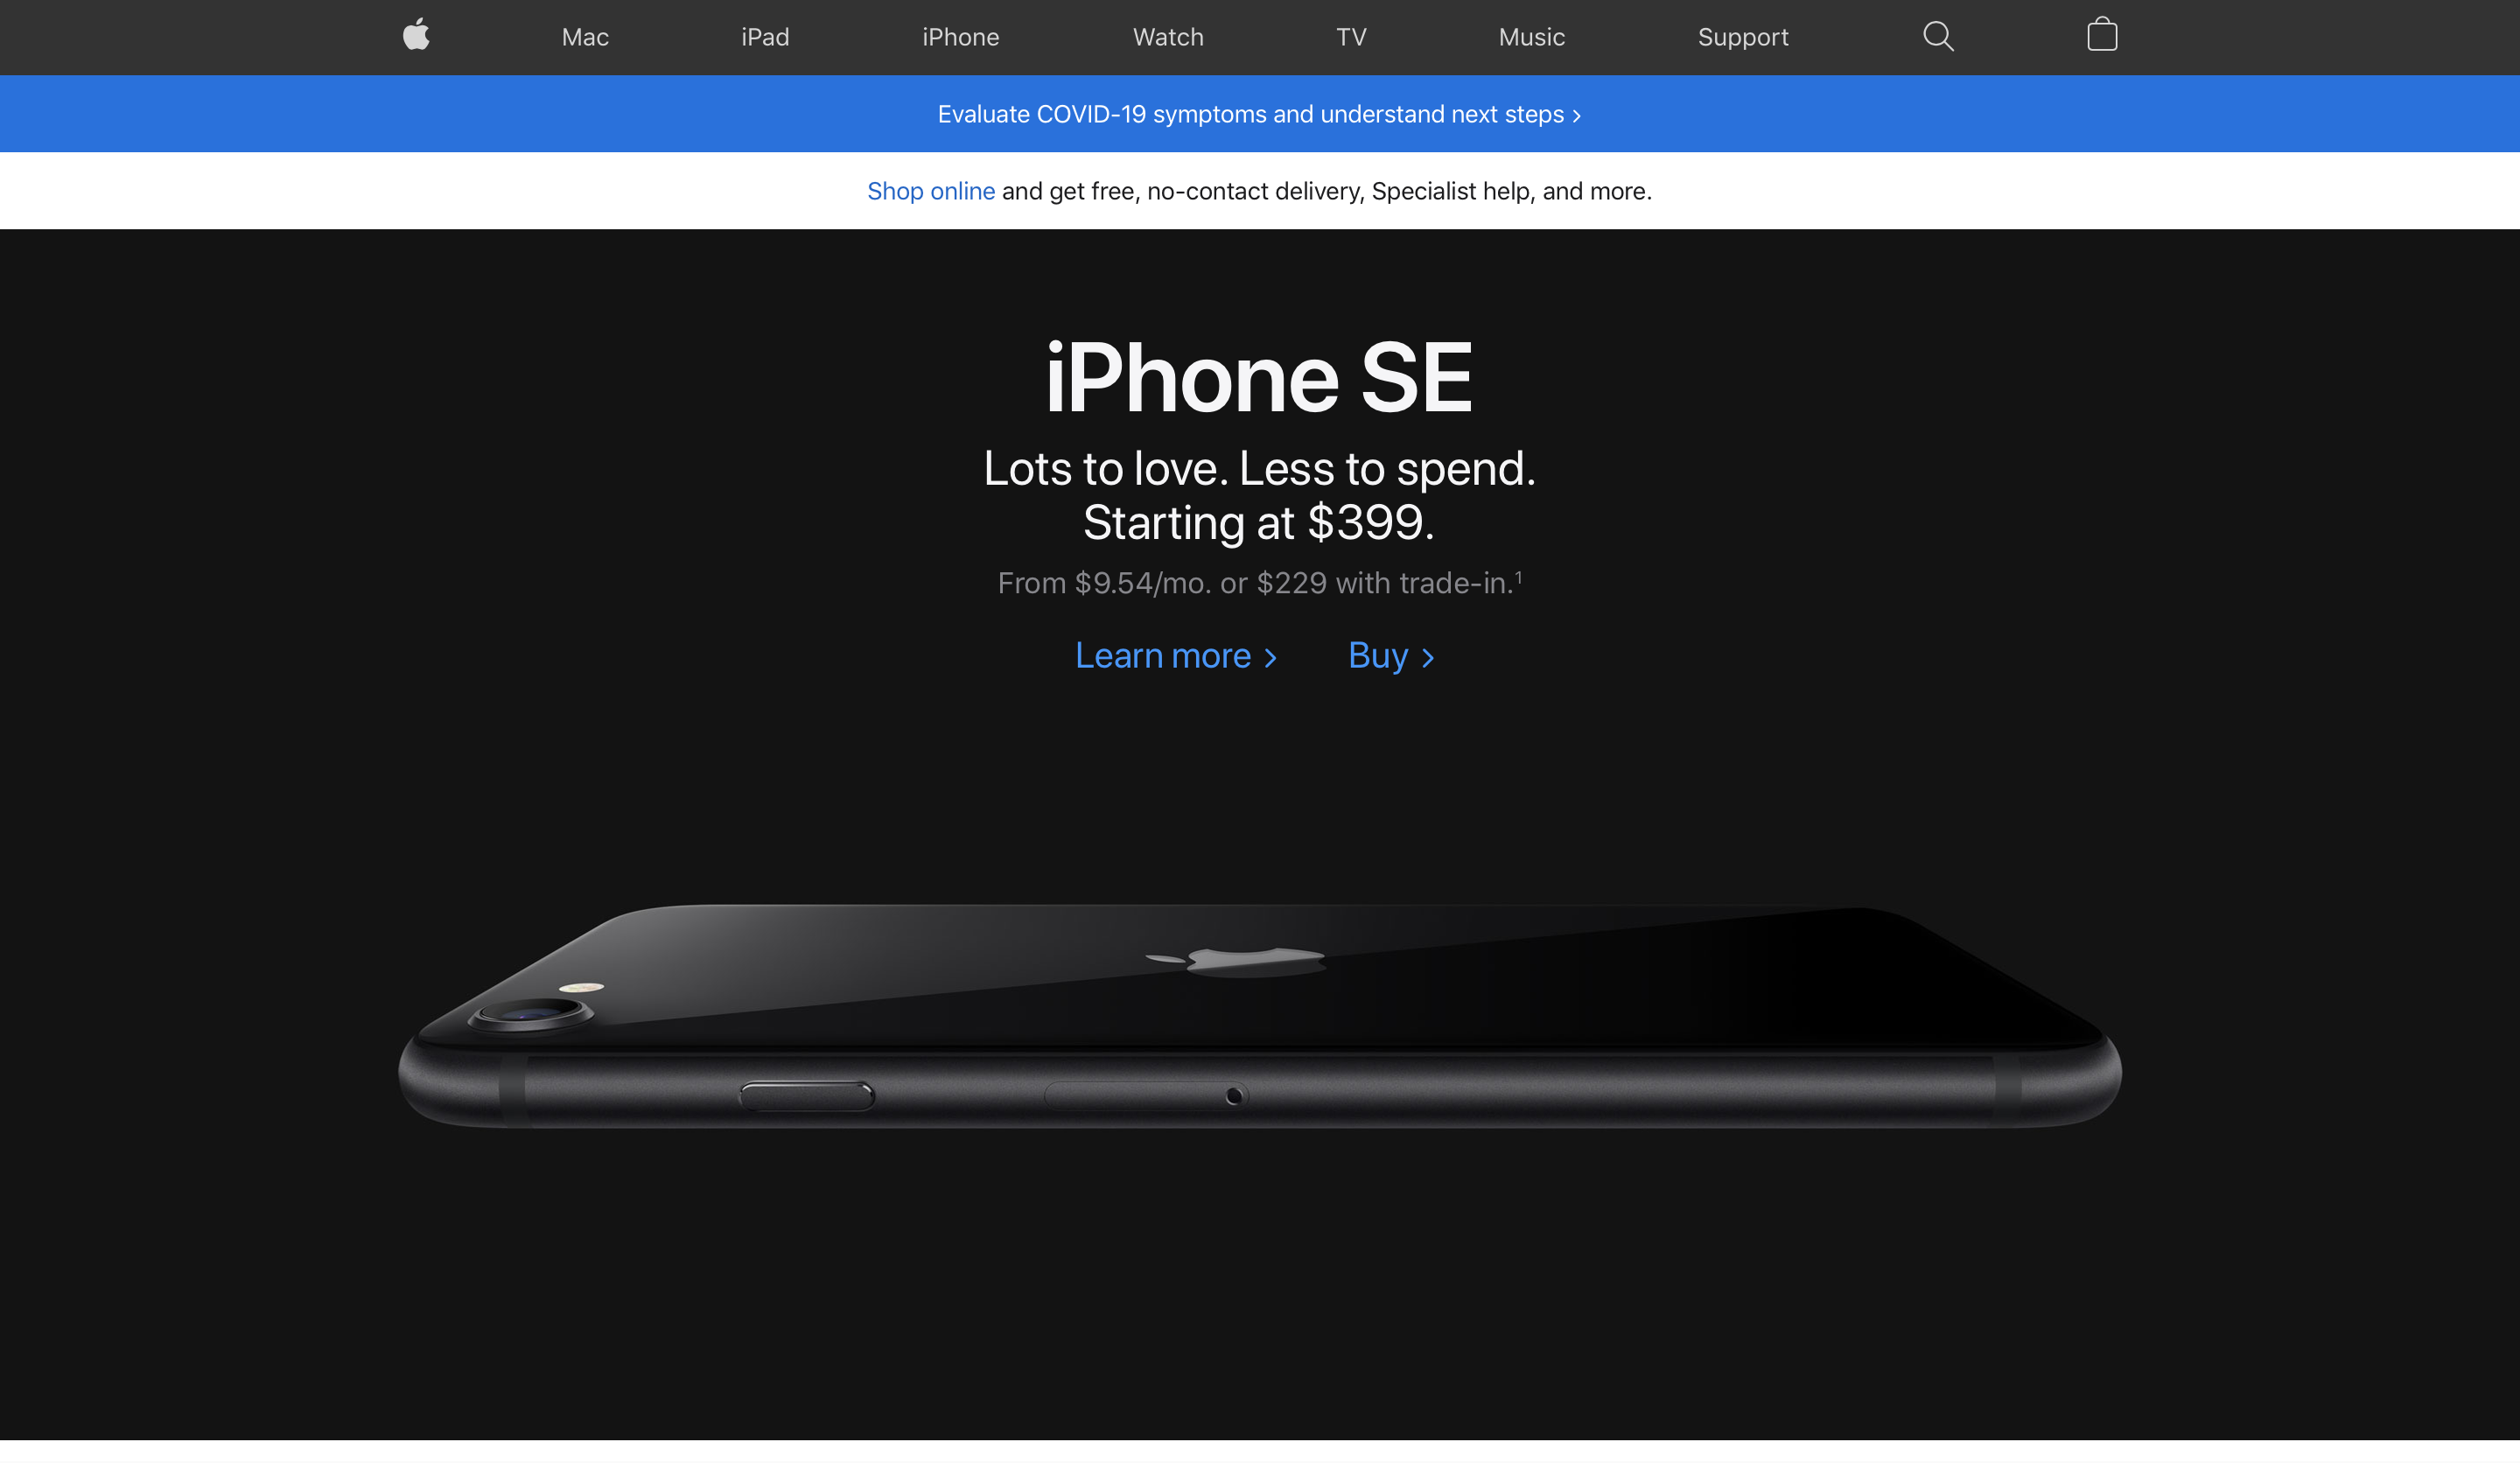 Mac iPad iPhone Watch TV Music Support
Evaluate COVID-19 symptoms and understand next steps >
Shop online and get free, no-contact delivery, Specialist help, and more.
iPhone SE
Lots to love. Less to spend.
Starting at $399.
From $9.54/mo. or $229 with trade-in.¹
Learn more > Buy >